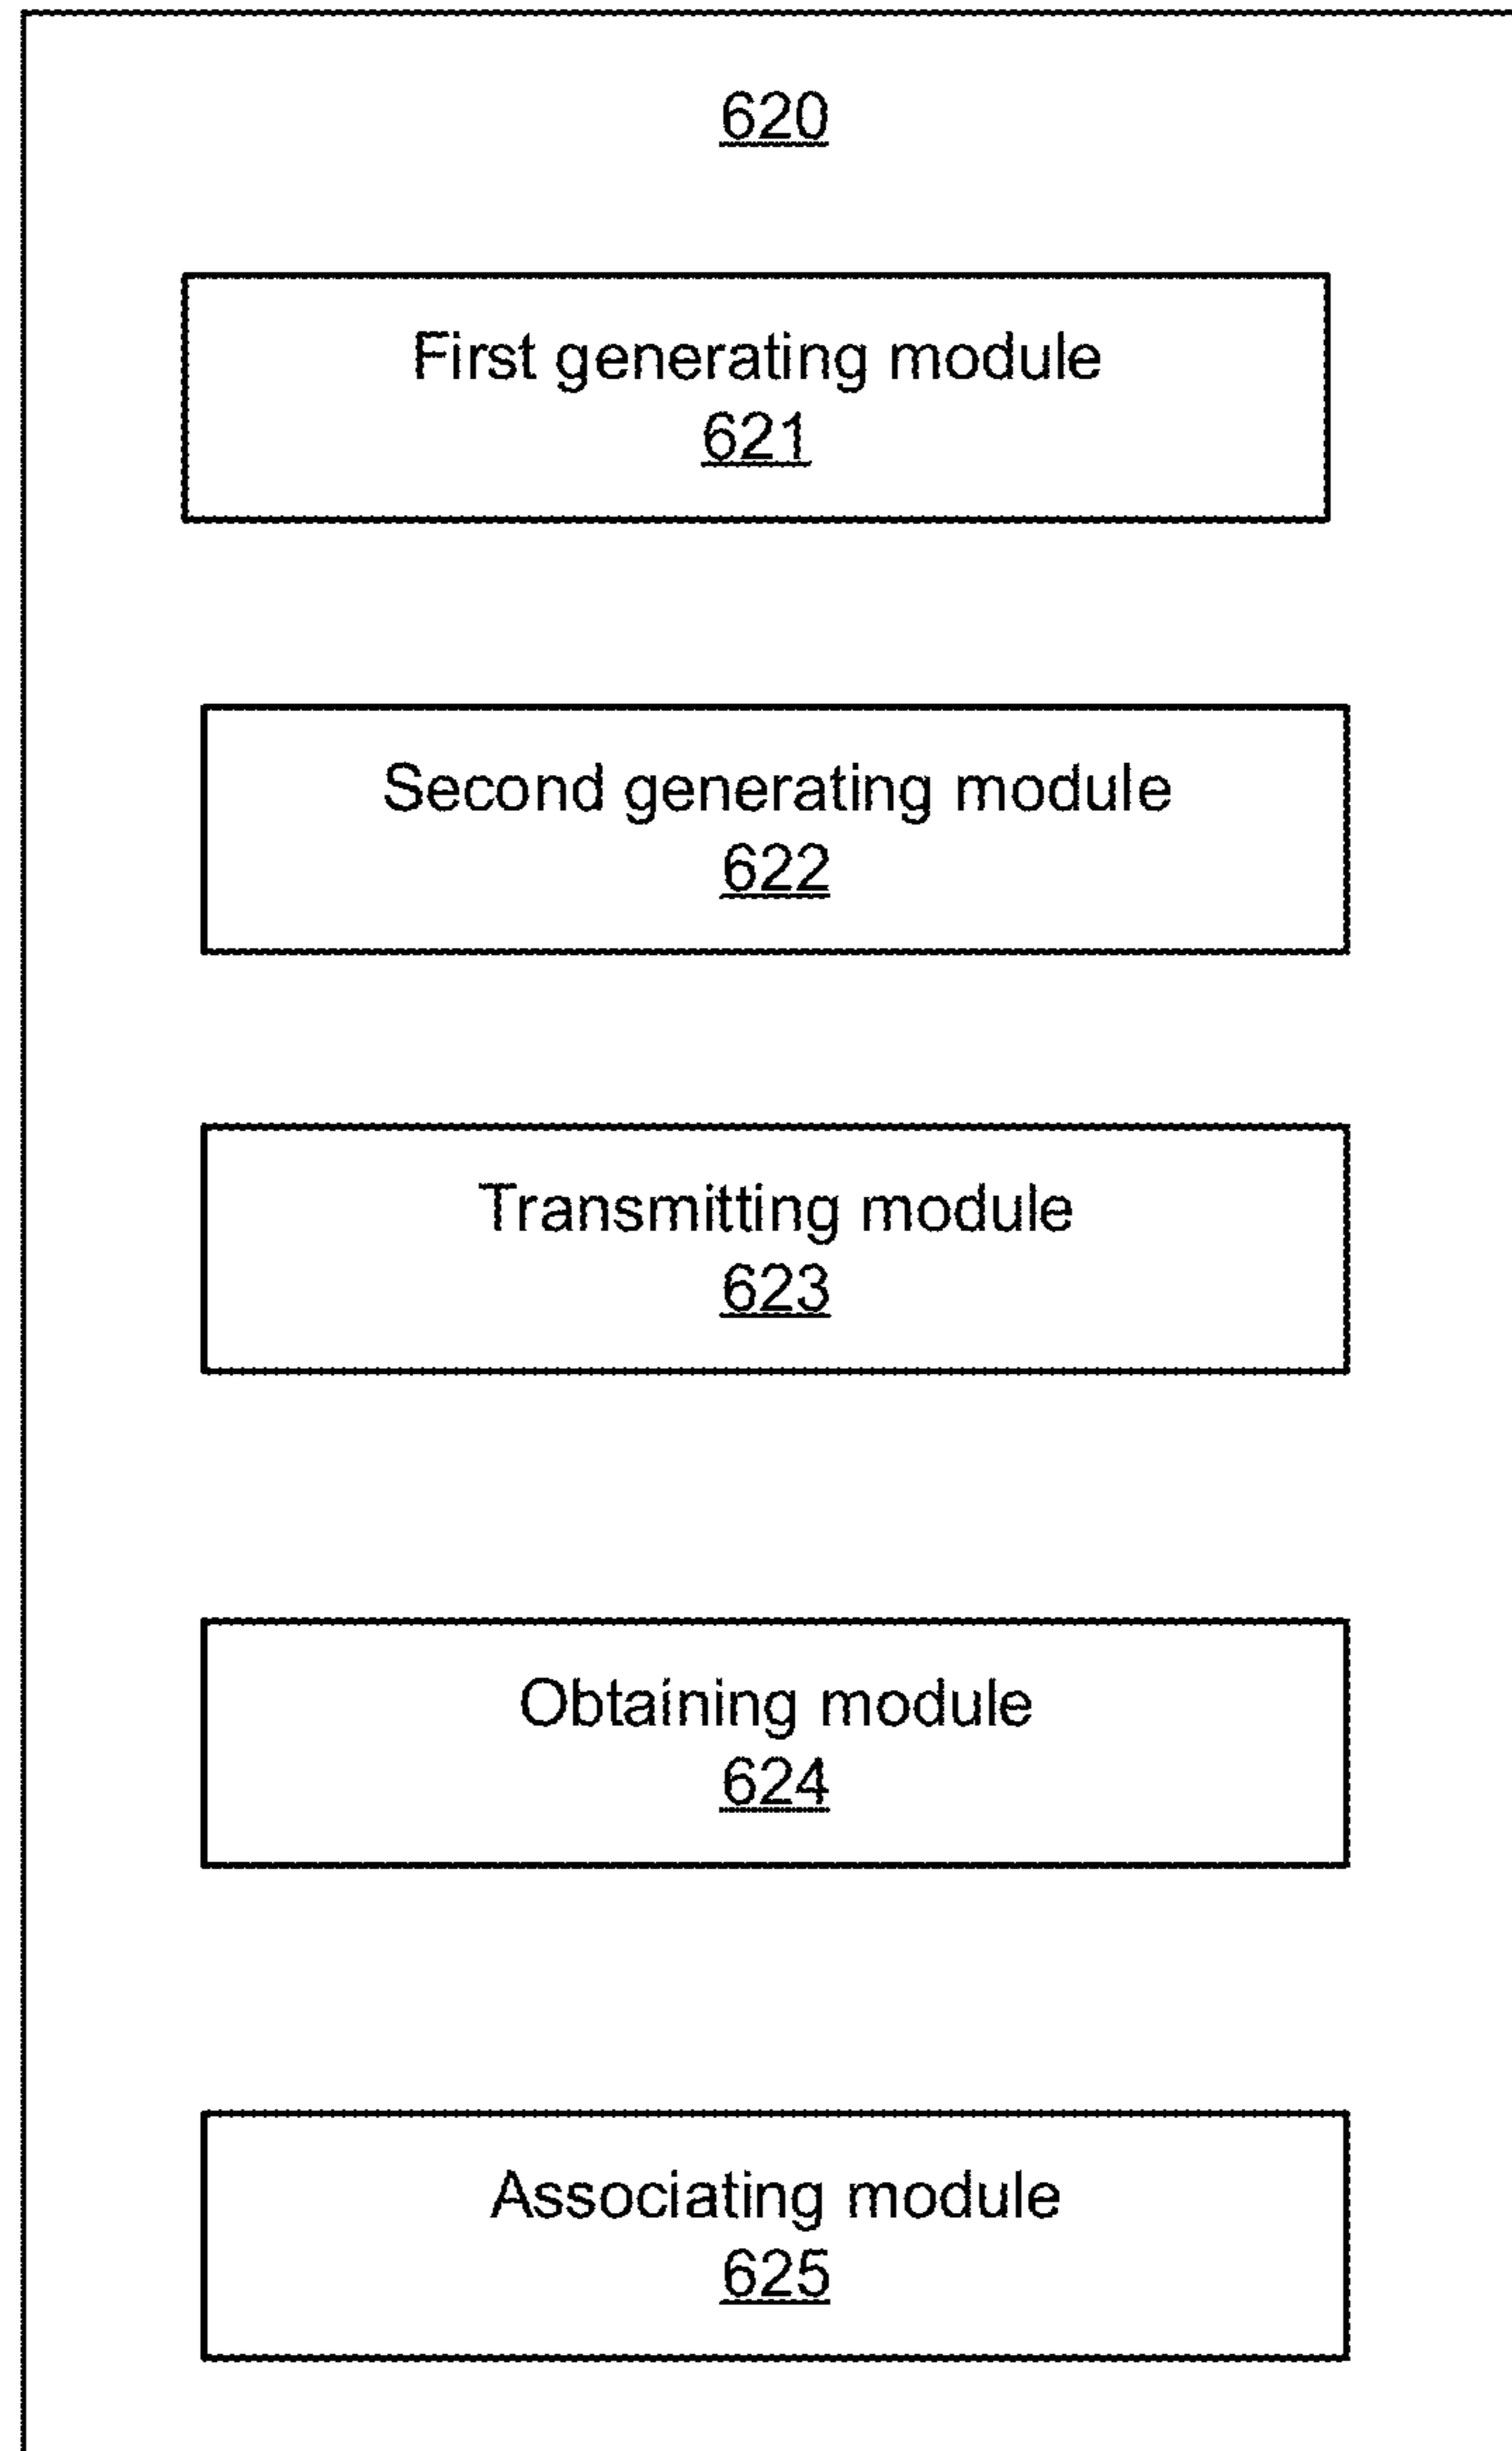 620
First generating module
621
Second generating module
622
Transmitting module
623
Obtaining module
624
Associating module
625